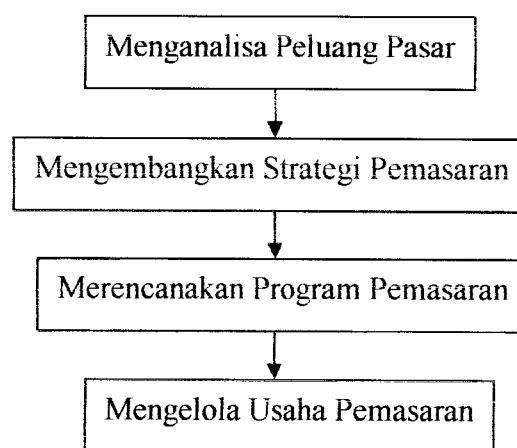 Menganalisa Peluang Pasar
Mengembangkan Strategi Pemasaran
Merencanakan Program Pemasaran
Mengelola Usaha Pemasaran